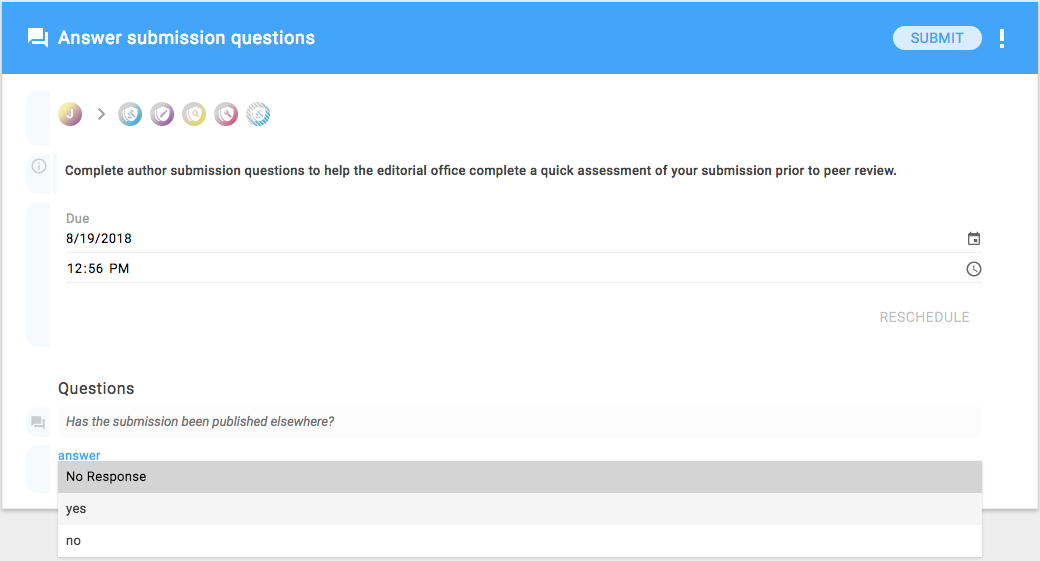 Answer submission questions
SUBMIT
J
Complete author submission questions to help the editorial office complete a quick assessment of your submission prior to peer review.
Due
8/19/2018
12:56 PM
RESCHEDULE
Questions
Has the submission been published elsewhere?
answer
No Response
yes
no